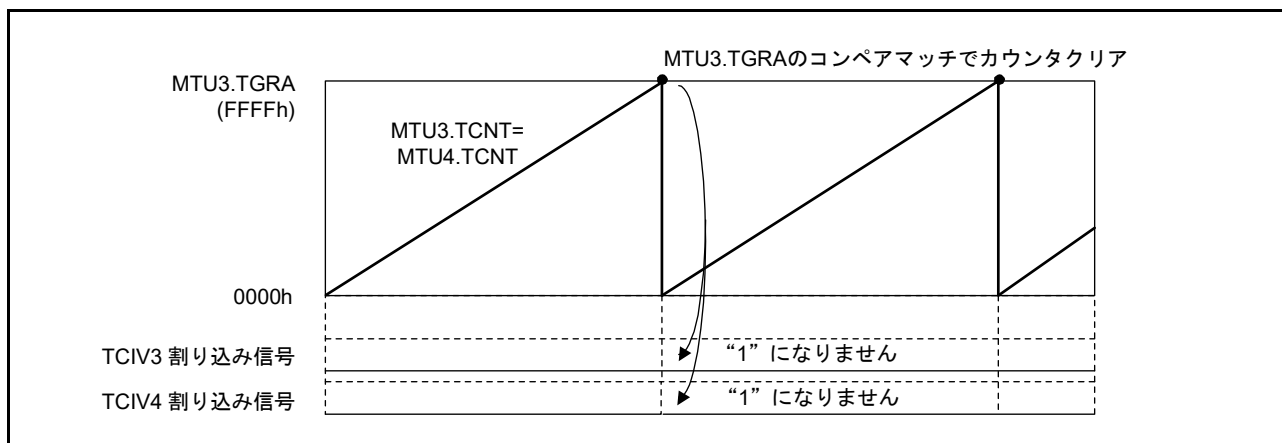 MTU3.TGRAのコンペアマッチでカウンタクリア
MTU3.TGRA
(FFFFh)
MTU3.TCNT=
MTU4.TCNT
0000h
TCIV3 割り込み信号
“1” になりません
TCIV4 割り込み信号
“1” になりません